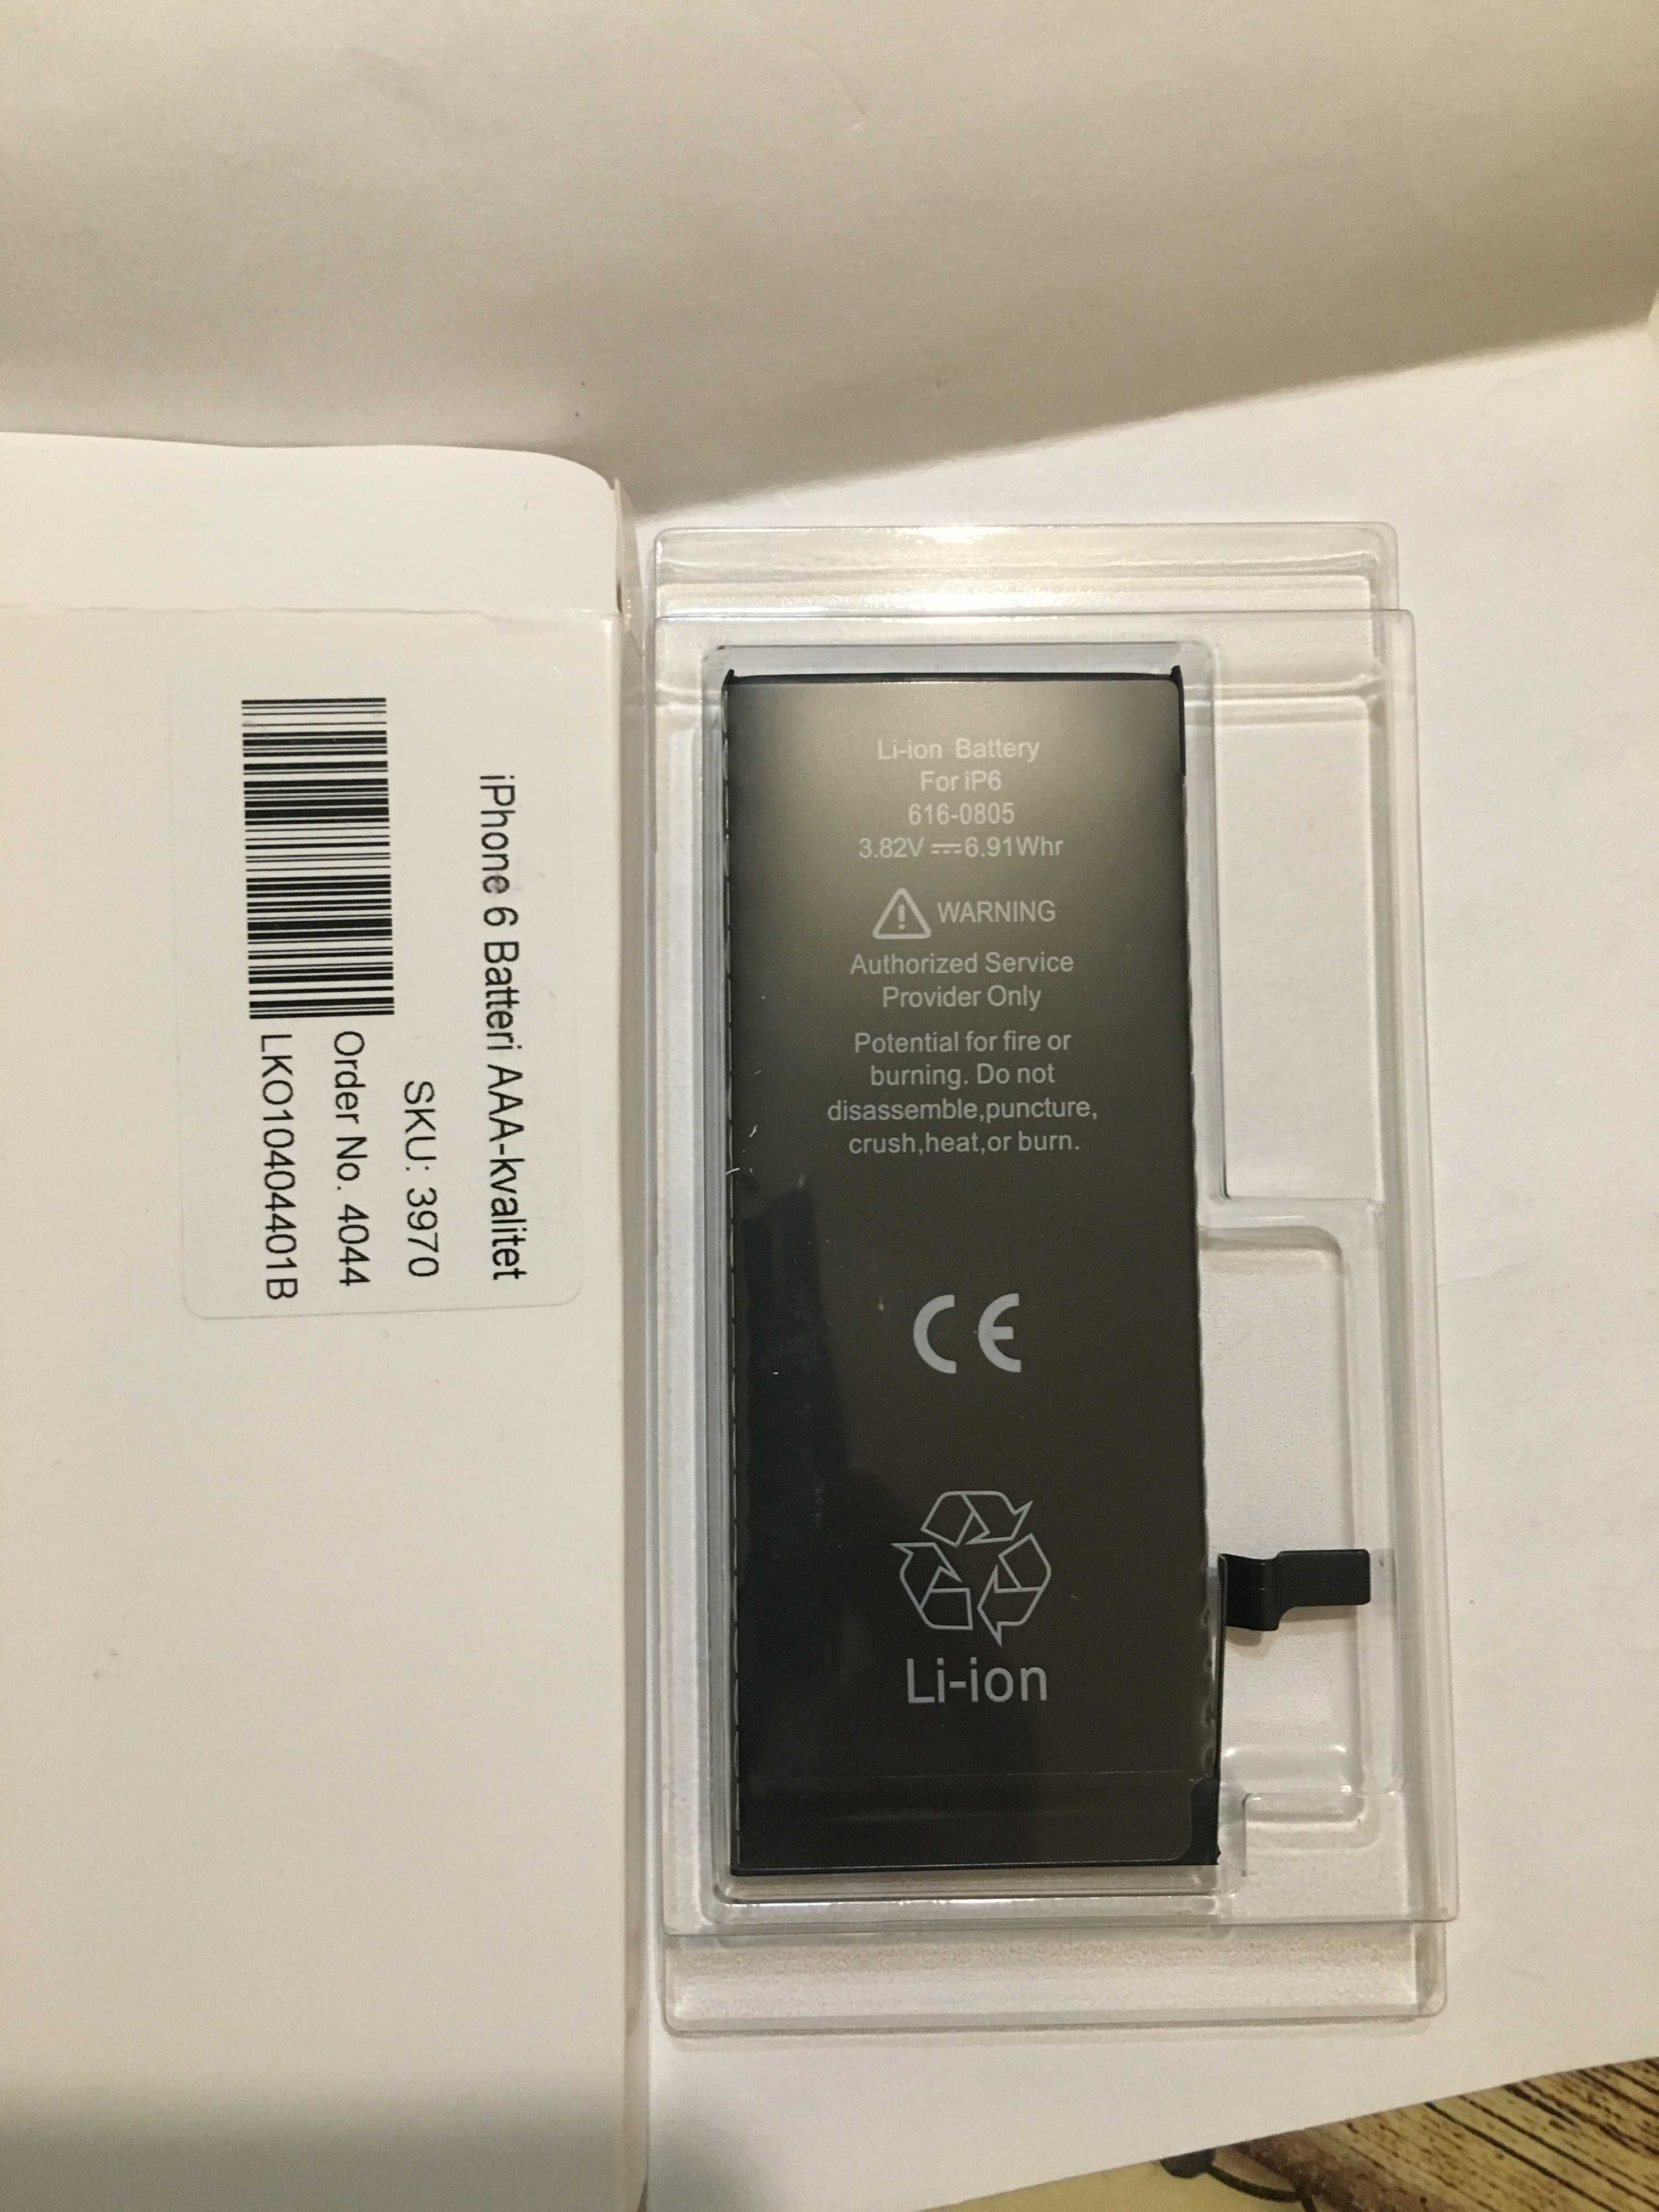 iPhone 6 Batteri AAA-kvalitet
SKU: 3970
Order No. 4044
LKO10404401B
Li-ion Battery
For iP6
616-0805
3.82V ⎓6.91Whr
WARNING
Authorized Service
Provider Only
Potential for fire or
burning. Do not
disassemble,puncture,
crush,heat,or burn.
CE
Li-ion